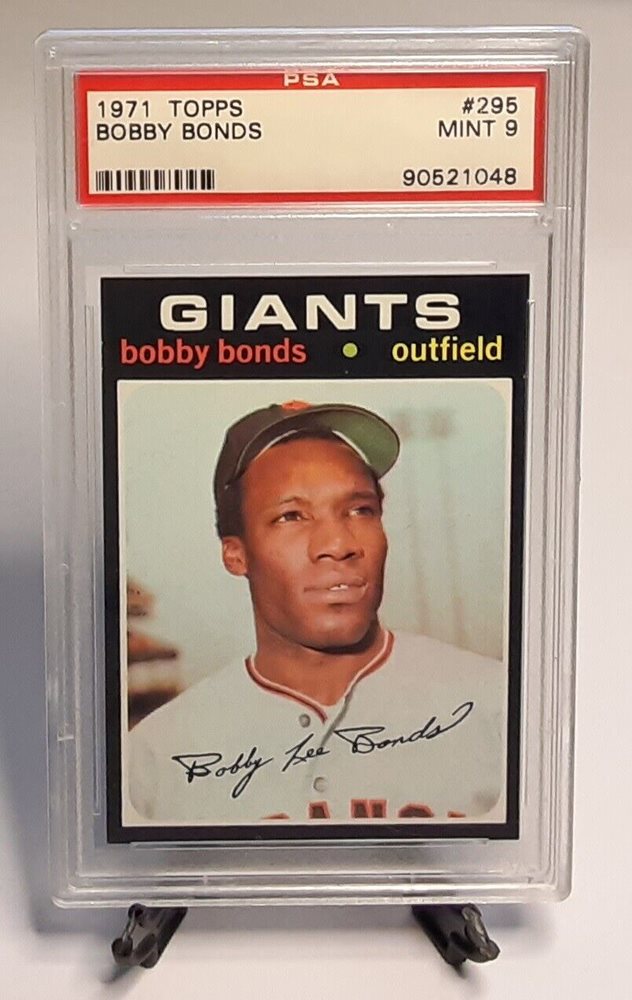 PSA
1971 TOPPS #295
BOBBY BONDS MINT 9
90521048
GIANTS
bobby bonds • outfield
Bobby Lee Bonds